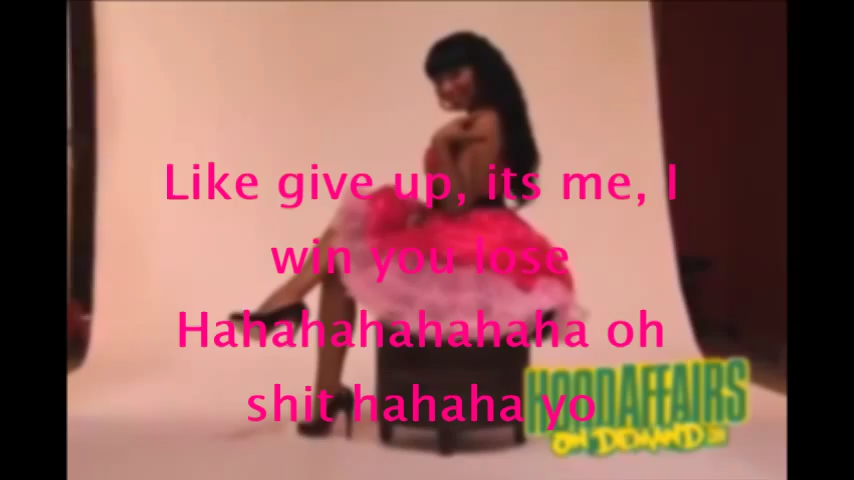 Like give up, its me, I
win you lose
Hahahahahahaha oh
shit hahaha yo
HOODAFFAIRS
ON DEMAND